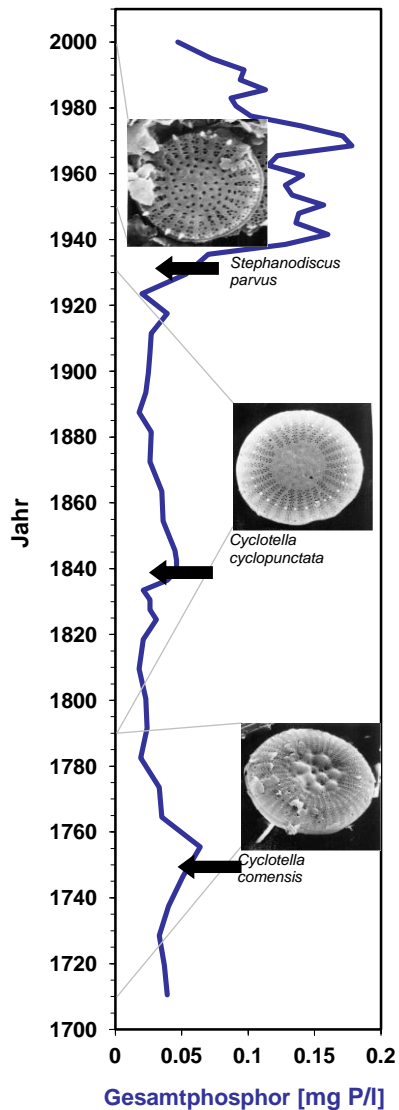 2000
1980
1960
1940
1920
1900
1880
1860
1840
1820
1800
1780
1760
1740
1720
1700
Jahr
Stephanodiscus
parvus
Cyclotella
cyclopunctata
Cyclotella
comensis
0 0.05 0.1 0.15 0.2
Gesamtphosphor [mg P/l]